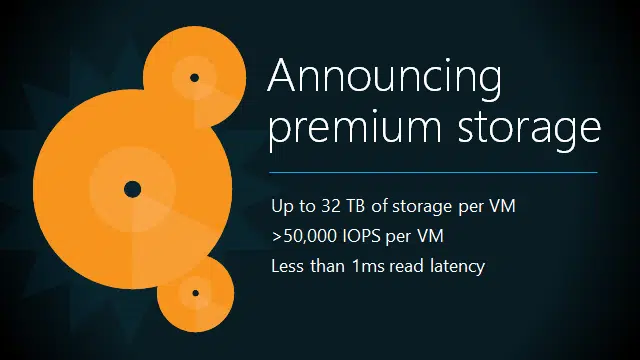 Announcing
premium storage
Up to 32 TB of storage per VM
>50,000 IOPS per VM
Less than 1ms read latency